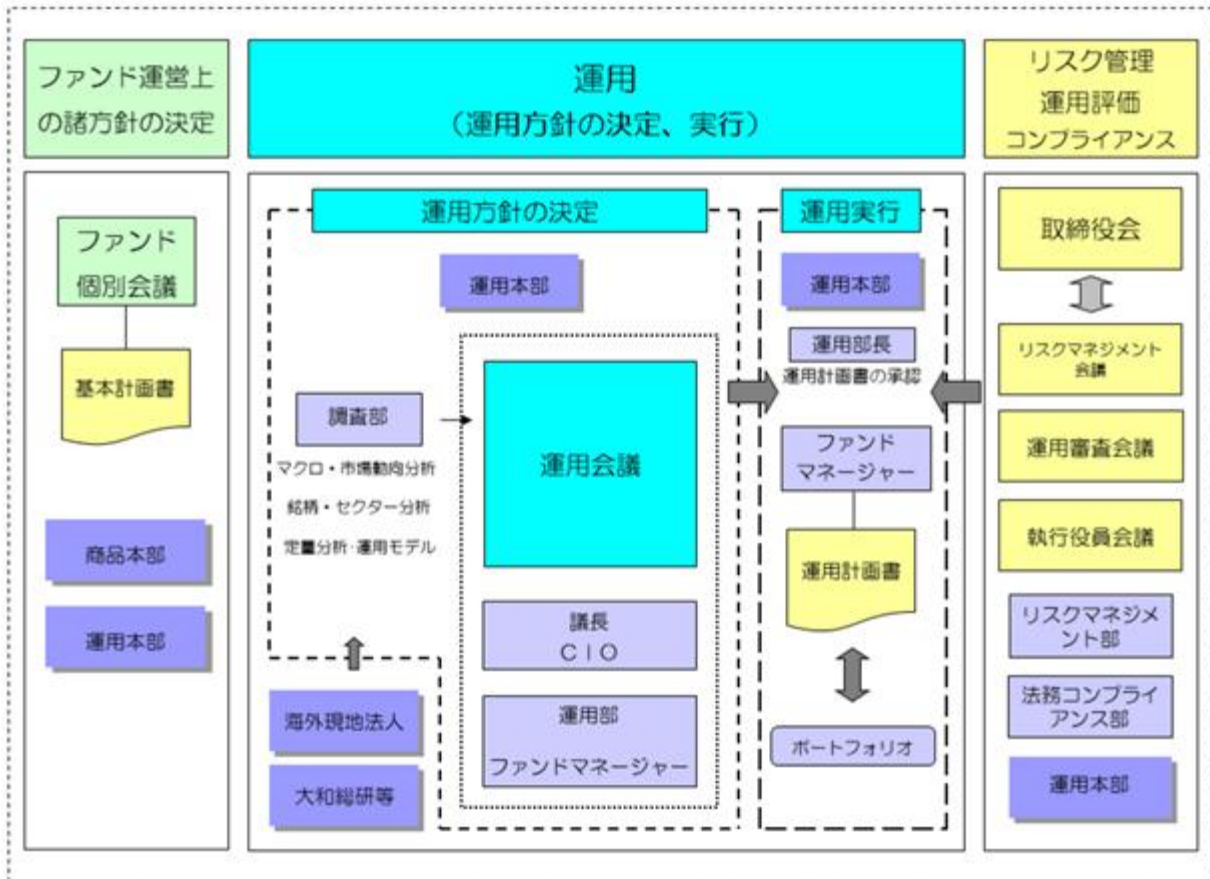 ファンド運営上
の諸方針の決定
運用
（運用方針の決定、実行）
リスク管理
運用評価
コンプライアンス
ファンド
個別会議
基本計画書
商品本部
運用本部
運用方針の決定
運用本部
調査部
マクロ・市場動向分析
銘柄・セクター分析
定量分析・運用モデル
運用会議
議長
ＣＩＯ
運用部
ファンドマネージャー
海外現地法人
大和総研等
運用実行
運用本部
運用部長
運用計画書の承認
ファンド
マネージャー
運用計画書
ポートフォリオ
取締役会
リスクマネジメント
会議
運用審査会議
執行役員会議
リスクマネジメ
ント部
法務コンプライ
アンス部
運用本部